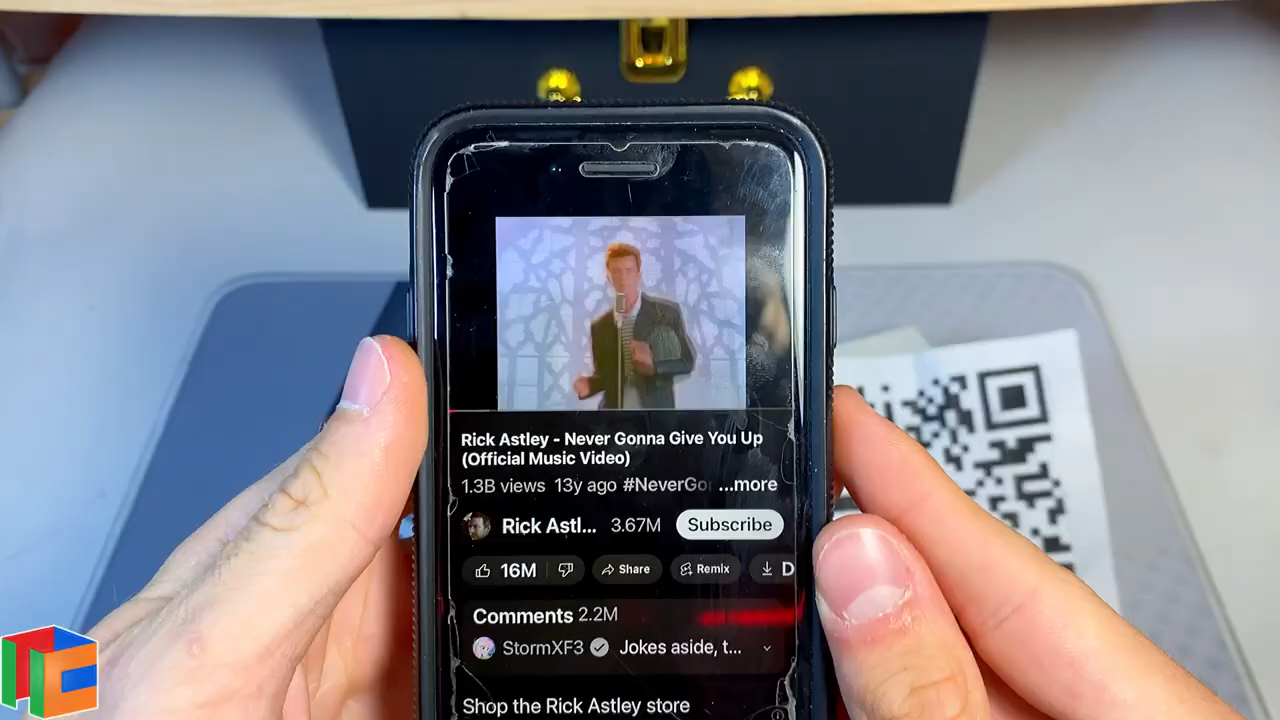 Rick Astley - Never Gonna Give You Up
(Official Music Video)
1.3B views 13y ago #NeverGo ...more
Rick Astl... 3.67M Subscribe
16M Share Remix D
Comments 2.2M
StormXF3 Jokes aside, t...
Shop the Rick Astley store